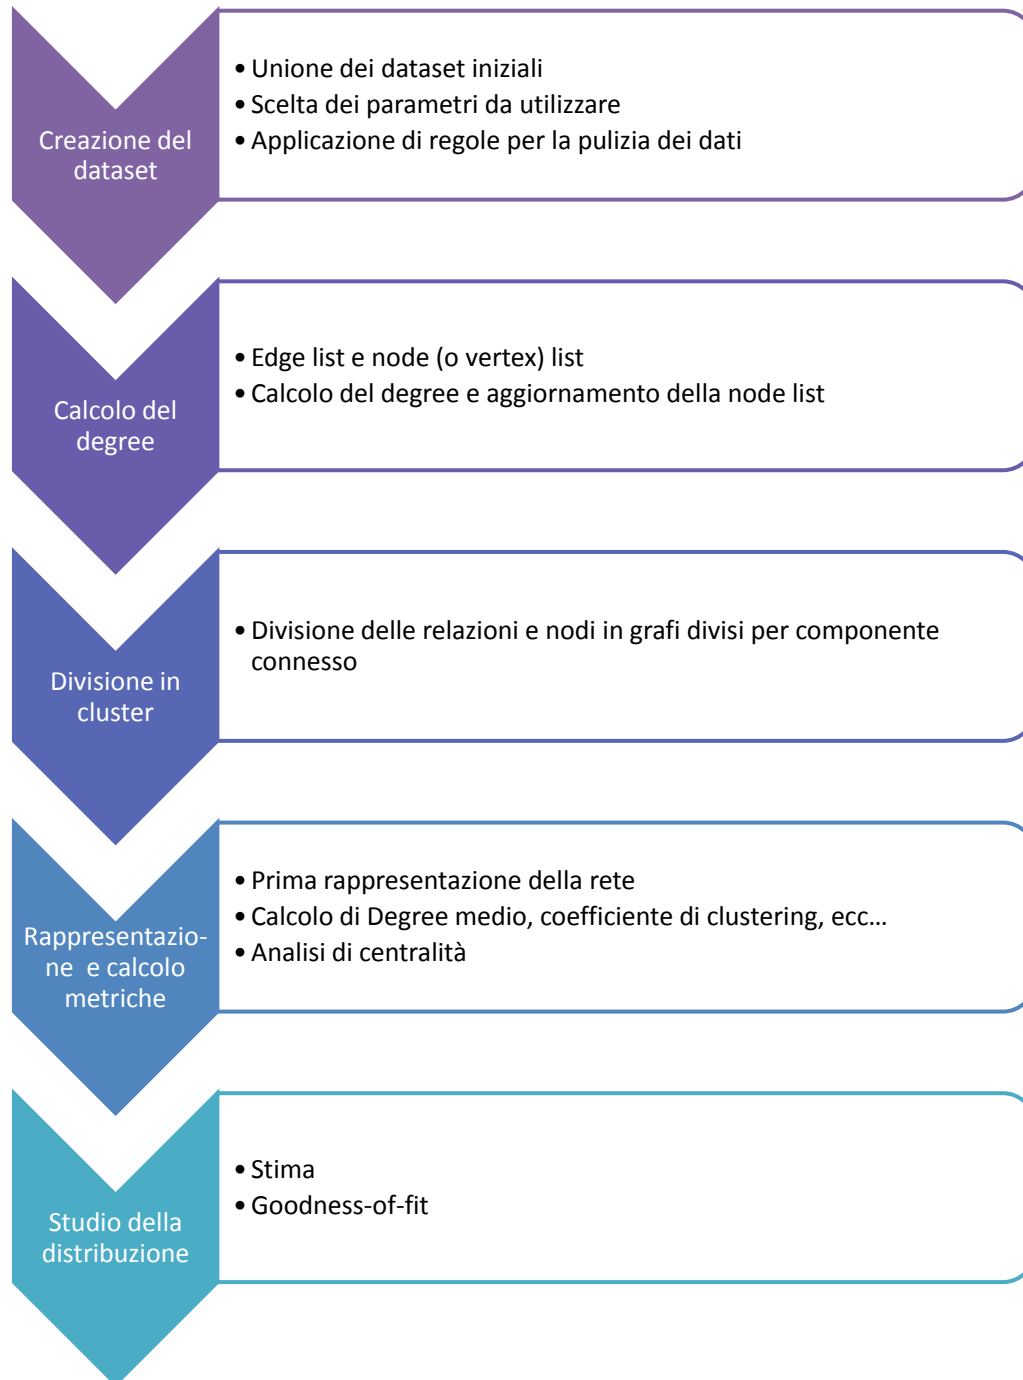 Creazione del
dataset
• Unione dei dataset iniziali
• Scelta dei parametri da utilizzare
• Applicazione di regole per la pulizia dei dati
Calcolo del
degree
• Edge list e node (o vertex) list
• Calcolo del degree e aggiornamento della node list
Divisione in
cluster
• Divisione delle relazioni e nodi in grafi divisi per componente
connesso
Rappresentazio-
ne e calcolo
metriche
• Prima rappresentazione della rete
• Calcolo di Degree medio, coefficiente di clustering, ecc…
• Analisi di centralità
Studio della
distribuzione
• Stima
• Goodness-of-fit